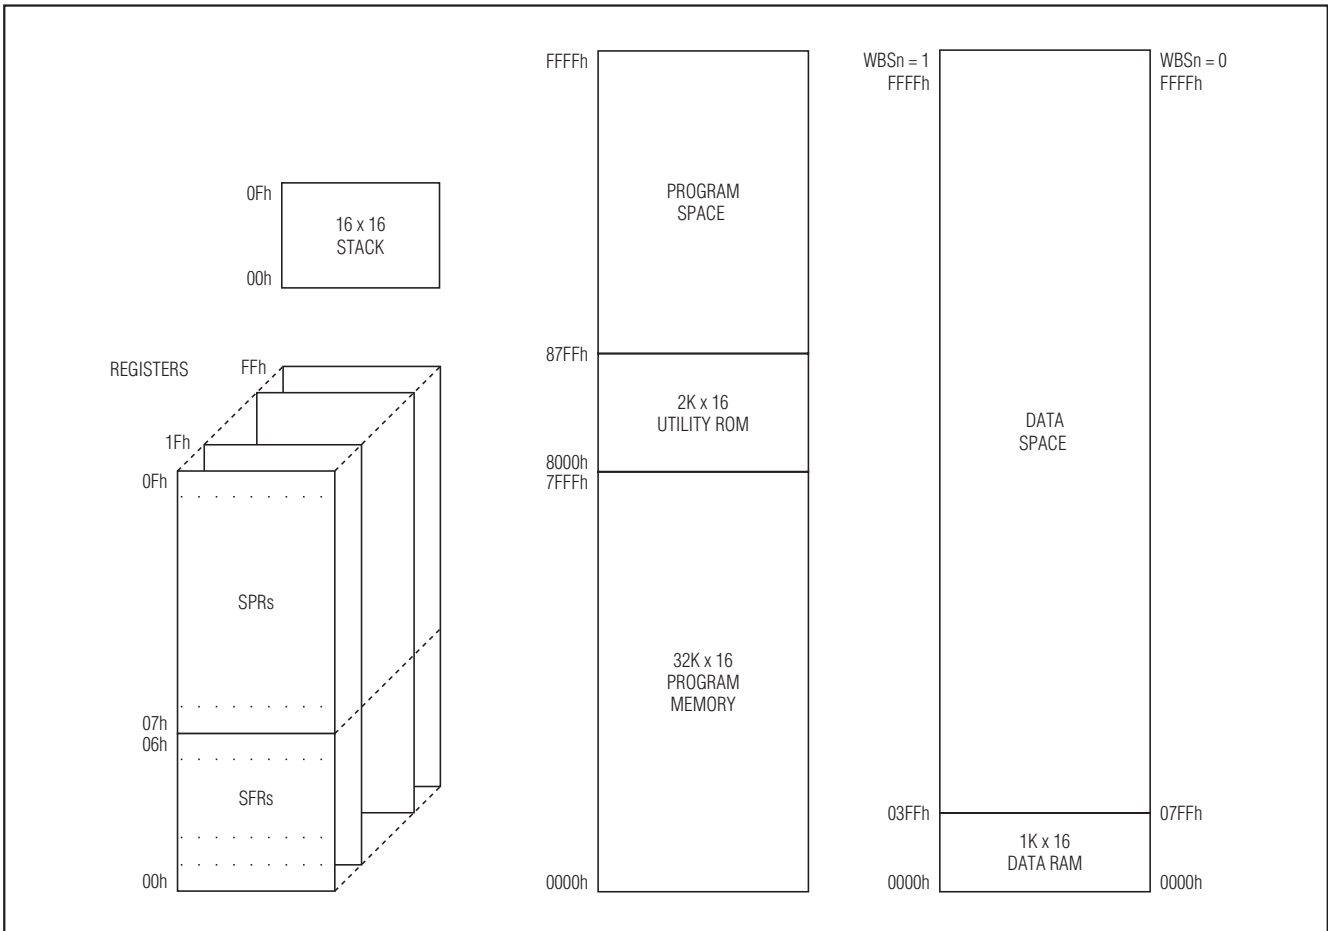 0Fh
16 x 16
STACK
00h
REGISTERS
FFh
1Fh
0Fh
SPRs
07h
06h
SFRs
00h
FFFFh
PROGRAM
SPACE
87FFh
2K x 16
UTILITY ROM
8000h
7FFFh
32K x 16
PROGRAM
MEMORY
0000h
WBSn = 1
FFFFh
WBSn = 0
FFFFh
DATA
SPACE
03FFh
07FFh
1K x 16
DATA RAM
0000h
0000h